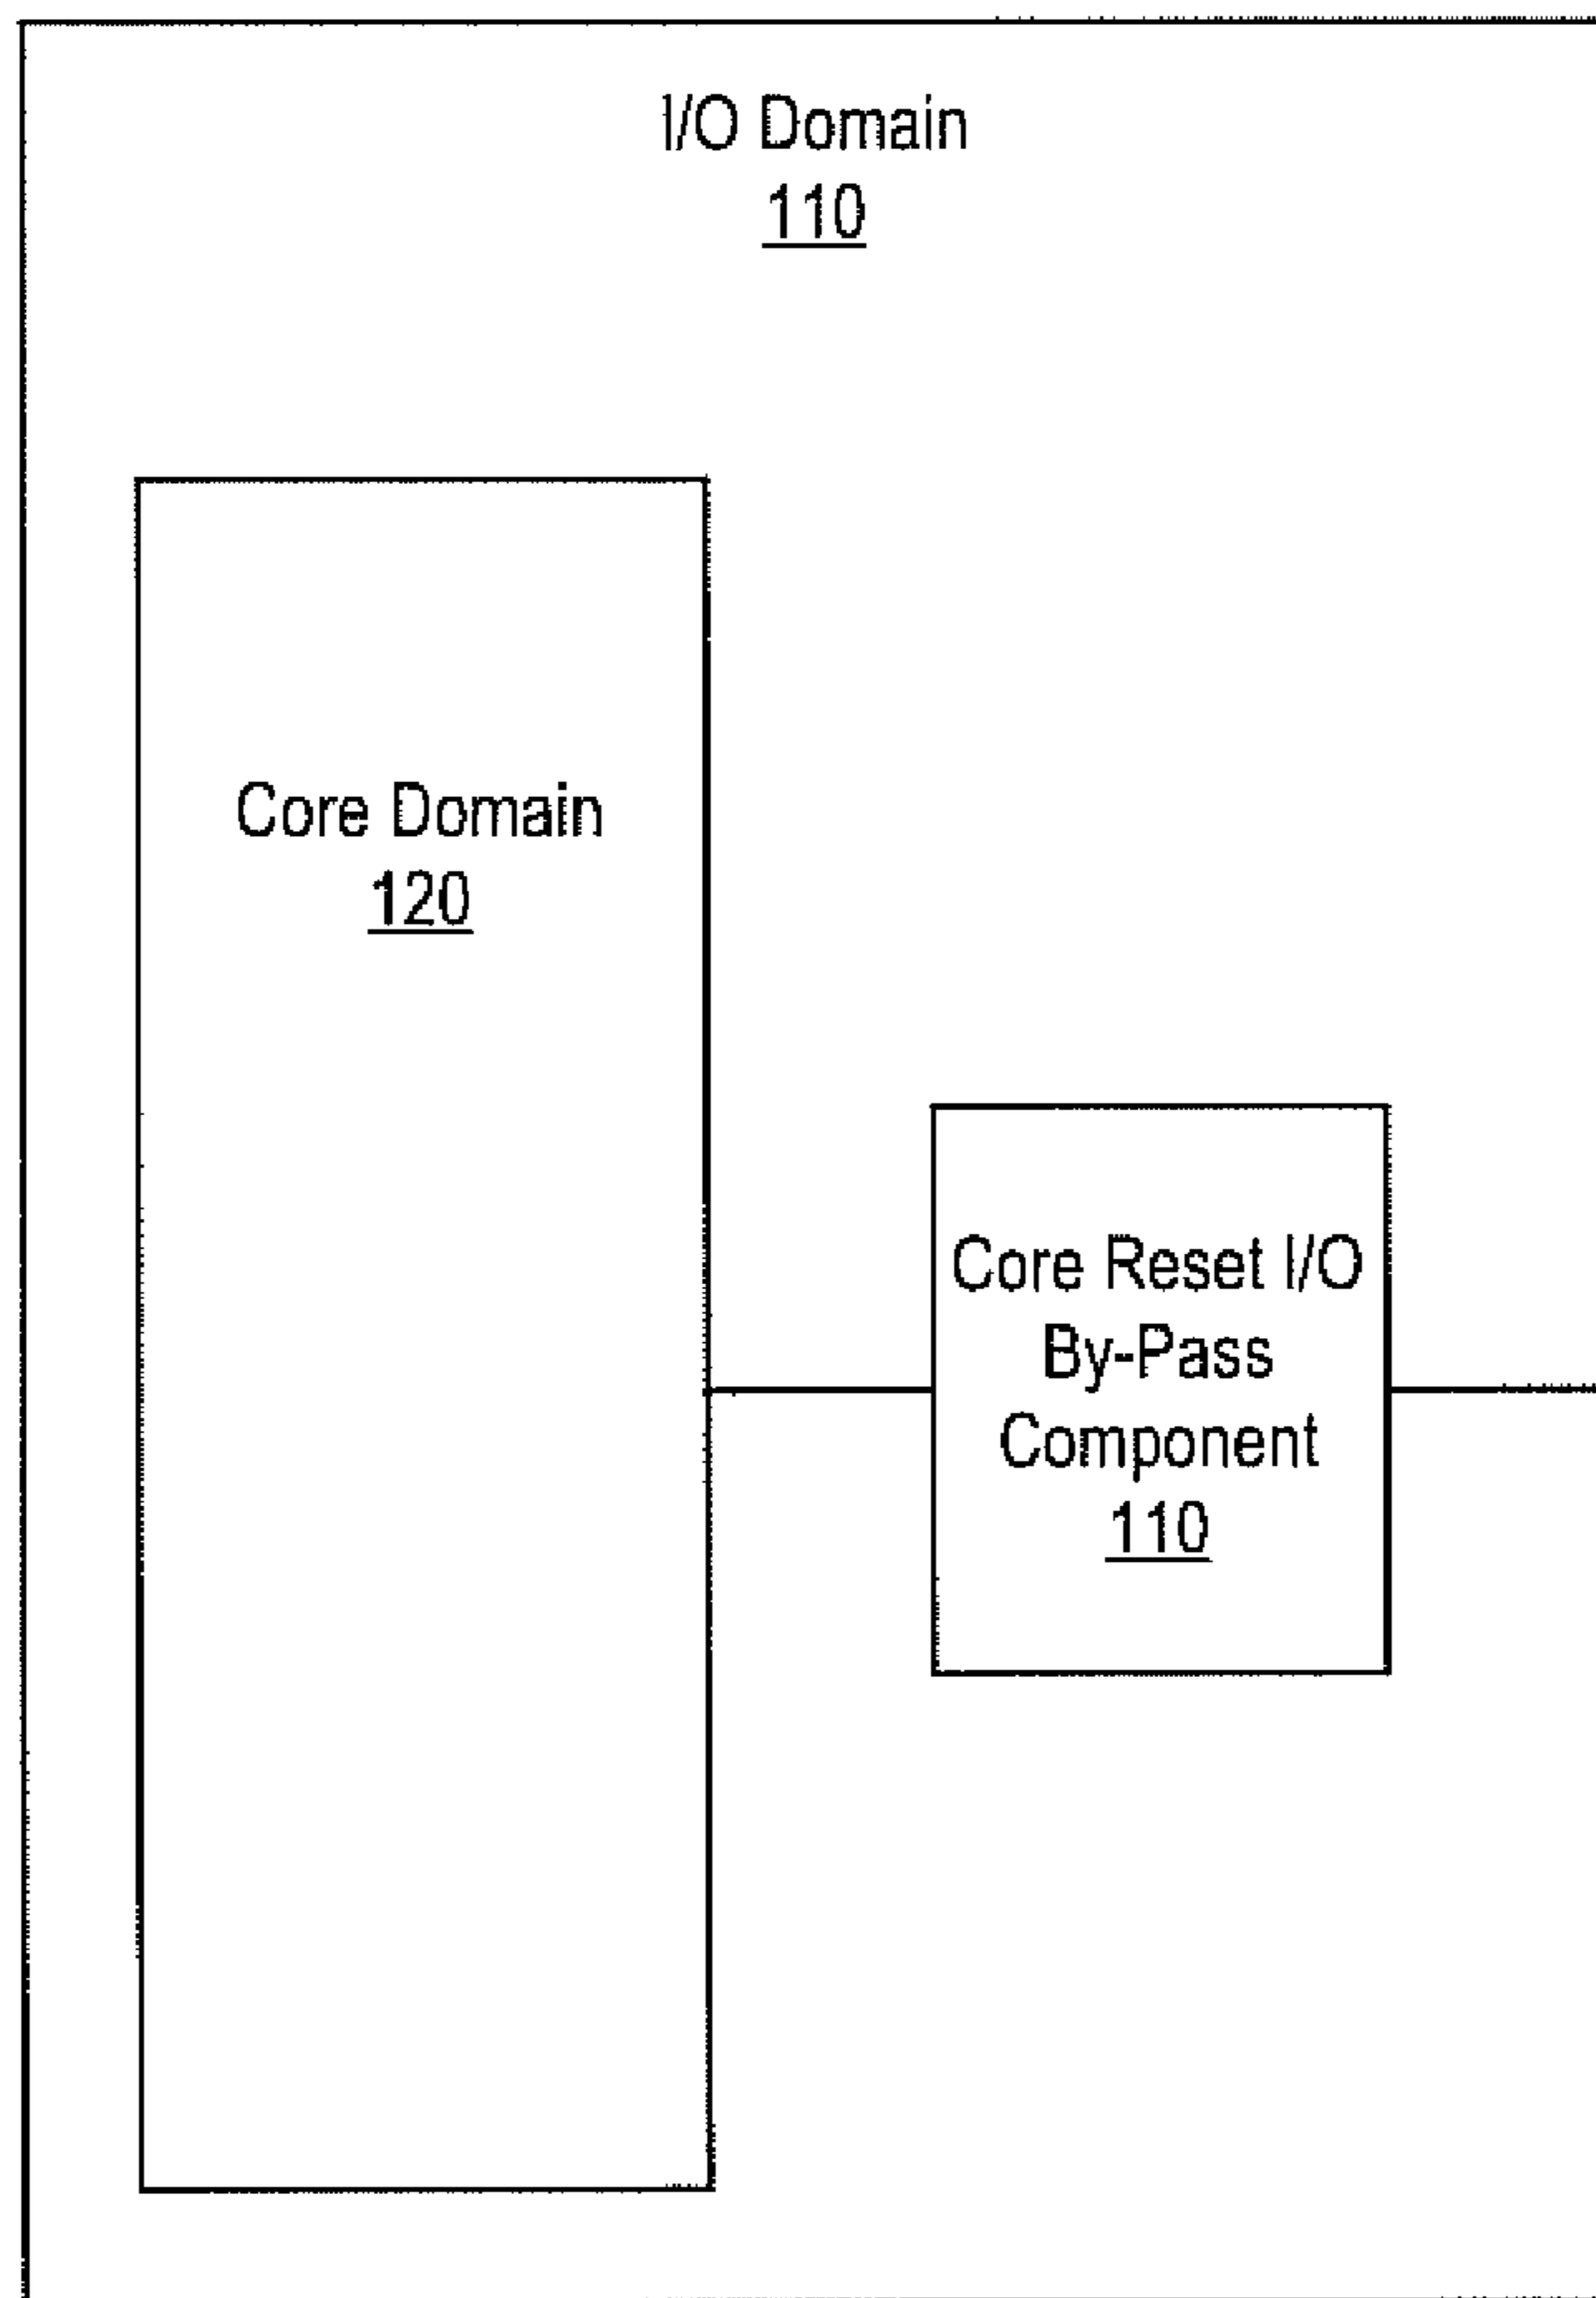 I/O Domain
110
Core Domain
120
Core Reset I/O
By-Pass
Component
110